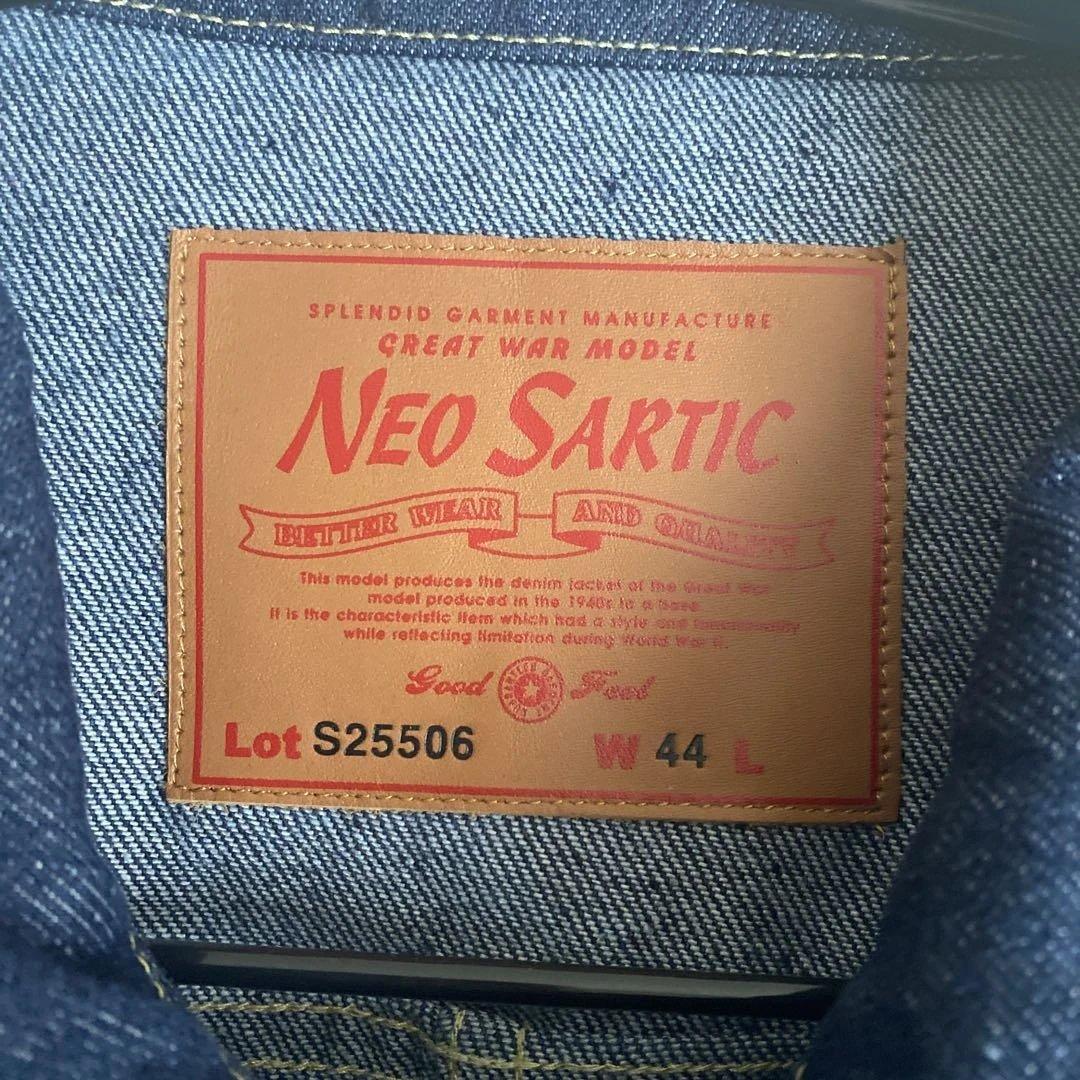 SPLENDID GARMENT MANUFACTURE
GREAT WAR MODEL
NEO SARTIC
BETTER WEAR AND QUALITY
This model produces the denim jacket of the Great War
model produced in the 1940s to a base.
It is the characteristic item which had a style and functionality
while reflecting limitation during World War II.
Good Feel
Lot S25506 W 44 L